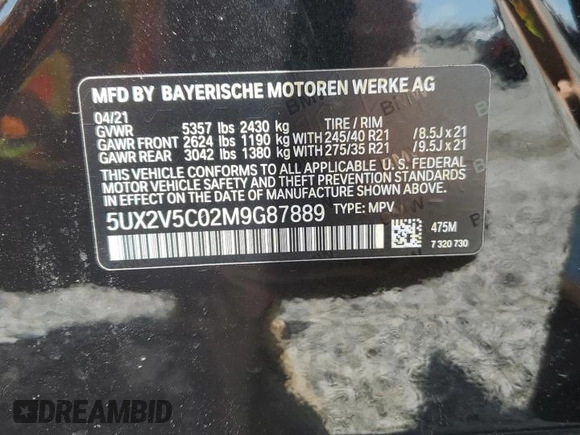 MFD BY BAYERISCHE MOTOREN WERKE AG
04/21 TIRE / RIM
GVWR 5357 lbs 2430 kg
GAWR FRONT 2624 lbs 1190 kg WITH 245/40 R21 /8.5J x 21
GAWR REAR 3042 lbs 1380 kg WITH 275/35 R21 /9.5J x 21
THIS VEHICLE CONFORMS TO ALL APPLICABLE U.S. FEDERAL
MOTOR VEHICLE SAFETY AND THEFT PREVENTION STANDARDS
IN EFFECT ON THE DATE OF MANUFACTURE SHOWN ABOVE.
5UX2V5C02M9G87889 TYPE: MPV
475M
7 320 730
DREAMBID